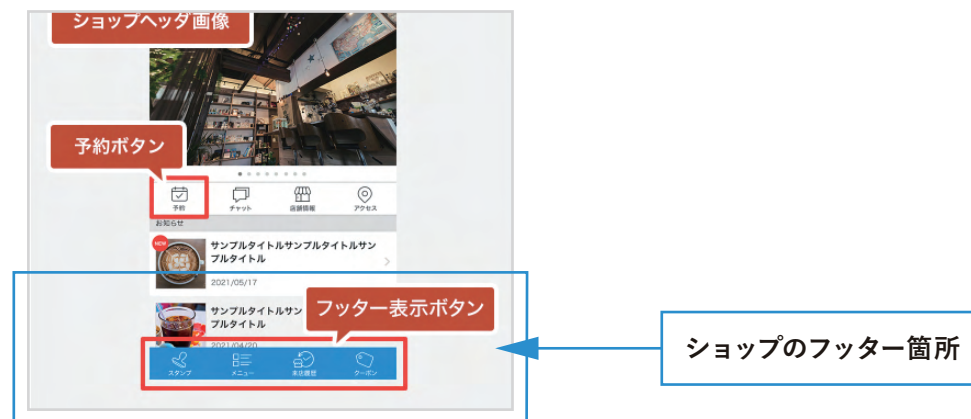 ショップヘッダ画像
予約ボタン
予約
チャット
店舗情報
アクセス
お知らせ
NEW
サンプルタイトルサンプルタイトルサン
プルタイトル
2021/05/17
サンプルタイトルサン
プルタイトル
フッター表示ボタン
2021/04/20
スタンプ
メニュー
来店履歴
クーポン
ショップのフッター箇所